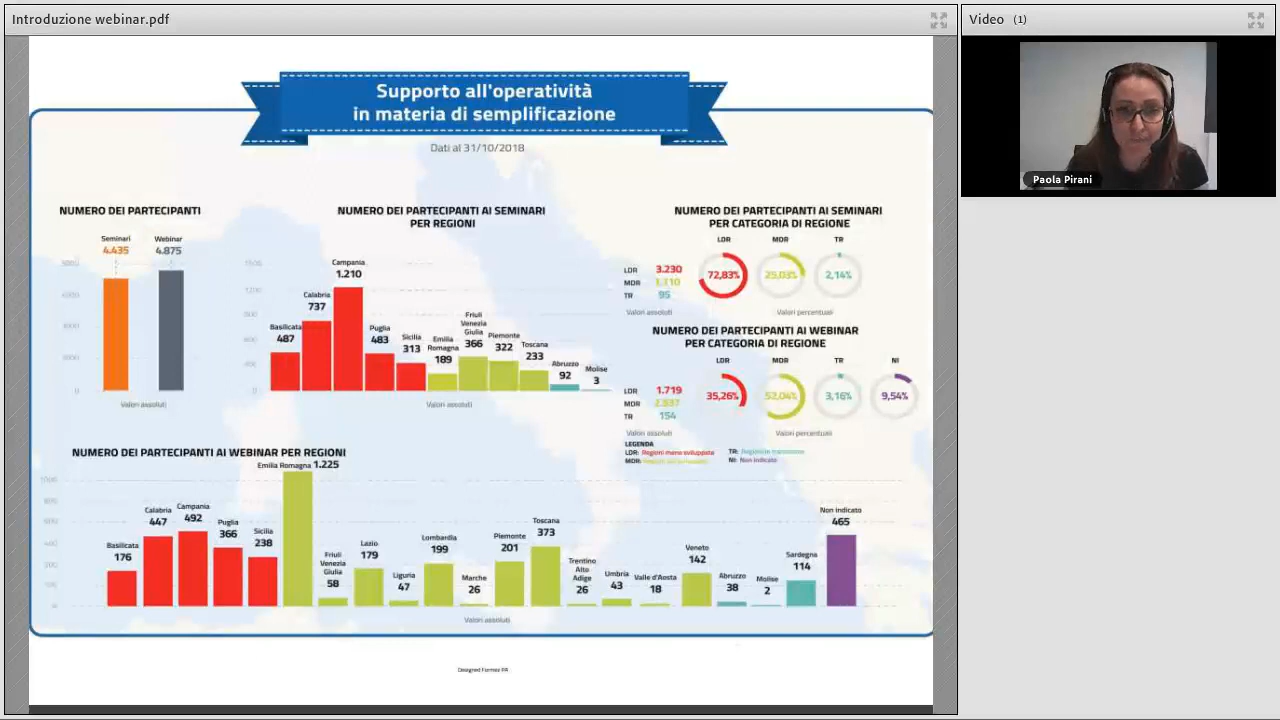 Introduzione webinar.pdf
Video (1)
Paola Pirani
Supporto all'operatività
in materia di semplificazione
Dati al 31/10/2018
NUMERO DEI PARTECIPANTI
Seminari
4.435
Webinar
4.875
Valori assoluti
NUMERO DEI PARTECIPANTI AI SEMINARI
PER REGIONI
Basilicata
487
Calabria
737
Campania
1.210
Puglia
483
Sicilia
313
Emilia
Romagna
189
Friuli
Venezia
Giulia
366
Piemonte
322
Toscana
233
Abruzzo
92
Molise
3
Valori assoluti
NUMERO DEI PARTECIPANTI AI SEMINARI
PER CATEGORIA DI REGIONE
LDR MDR TR
LDR 3.230
MDR 1.110
TR 95
72,83% 25,03% 2,14%
Valori assoluti
Valori percentuali
NUMERO DEI PARTECIPANTI AI WEBINAR
PER CATEGORIA DI REGIONE
LDR MDR TR NI
LDR 1.719
MDR 2.537
TR 154
35,26% 52,04% 3,16% 9,54%
Valori assoluti
Valori percentuali
LEGENDA
LDR: Regioni meno sviluppate
MDR:
TR: Regioni in transizione
NI: Non indicato
NUMERO DEI PARTECIPANTI AI WEBINAR PER REGIONI
Basilicata
176
Calabria
447
Campania
492
Puglia
366
Sicilia
238
Emilia Romagna 1.225
Friuli
Venezia
Giulia
58
Lazio
179
Liguria
47
Lombardia
199
Marche
26
Piemonte
201
Toscana
373
Trentino
Alto
Adige
26
Umbria
43
Valle d'Aosta
18
Veneto
142
Abruzzo
38
Molise
2
Sardegna
114
Non indicato
465
Valori assoluti
Designed Formez PA